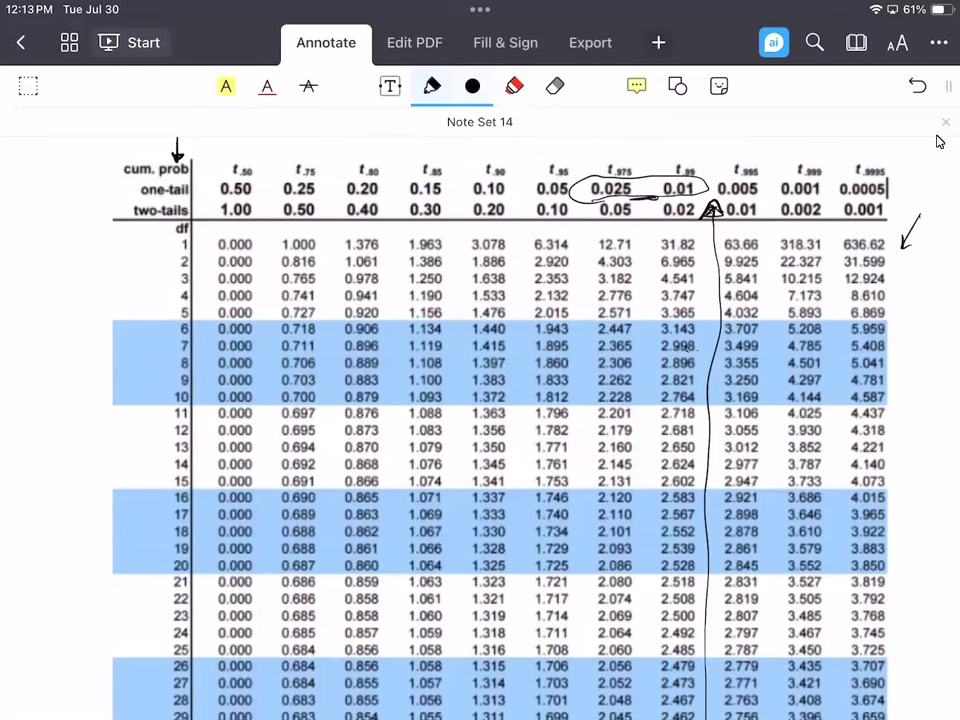 12:13 PM Tue Jul 30 61%
Start Annotate Edit PDF Fill & Sign Export + ai AA
A A A T
Note Set 14
cum. prob t.50 t.75 t.80 t.85 t.90 t.95 t.975 t.99 t.995 t.999 t.9995
one-tail 0.50 0.25 0.20 0.15 0.10 0.05 0.025 0.01 0.005 0.001 0.0005
two-tails 1.00 0.50 0.40 0.30 0.20 0.10 0.05 0.02 0.01 0.002 0.001
df
1 0.000 1.000 1.376 1.963 3.078 6.314 12.71 31.82 63.66 318.31 636.62
2 0.000 0.816 1.061 1.386 1.886 2.920 4.303 6.965 9.925 22.327 31.599
3 0.000 0.765 0.978 1.250 1.638 2.353 3.182 4.541 5.841 10.215 12.924
4 0.000 0.741 0.941 1.190 1.533 2.132 2.776 3.747 4.604 7.173 8.610
5 0.000 0.727 0.920 1.156 1.476 2.015 2.571 3.365 4.032 5.893 6.869
6 0.000 0.718 0.906 1.134 1.440 1.943 2.447 3.143 3.707 5.208 5.959
7 0.000 0.711 0.896 1.119 1.415 1.895 2.365 2.998 3.499 4.785 5.408
8 0.000 0.706 0.889 1.108 1.397 1.860 2.306 2.896 3.355 4.501 5.041
9 0.000 0.703 0.883 1.100 1.383 1.833 2.262 2.821 3.250 4.297 4.781
10 0.000 0.700 0.879 1.093 1.372 1.812 2.228 2.764 3.169 4.144 4.587
11 0.000 0.697 0.876 1.088 1.363 1.796 2.201 2.718 3.106 4.025 4.437
12 0.000 0.695 0.873 1.083 1.356 1.782 2.179 2.681 3.055 3.930 4.318
13 0.000 0.694 0.870 1.079 1.350 1.771 2.160 2.650 3.012 3.852 4.221
14 0.000 0.692 0.868 1.076 1.345 1.761 2.145 2.624 2.977 3.787 4.140
15 0.000 0.691 0.866 1.074 1.341 1.753 2.131 2.602 2.947 3.733 4.073
16 0.000 0.690 0.865 1.071 1.337 1.746 2.120 2.583 2.921 3.686 4.015
17 0.000 0.689 0.863 1.069 1.333 1.740 2.110 2.567 2.898 3.646 3.965
18 0.000 0.688 0.862 1.067 1.330 1.734 2.101 2.552 2.878 3.610 3.922
19 0.000 0.688 0.861 1.066 1.328 1.729 2.093 2.539 2.861 3.579 3.883
20 0.000 0.687 0.860 1.064 1.325 1.725 2.086 2.528 2.845 3.552 3.850
21 0.000 0.686 0.859 1.063 1.323 1.721 2.080 2.518 2.831 3.527 3.819
22 0.000 0.686 0.858 1.061 1.321 1.717 2.074 2.508 2.819 3.505 3.792
23 0.000 0.685 0.858 1.060 1.319 1.714 2.069 2.500 2.807 3.485 3.768
24 0.000 0.685 0.857 1.059 1.318 1.711 2.064 2.492 2.797 3.467 3.745
25 0.000 0.684 0.856 1.058 1.316 1.708 2.060 2.485 2.787 3.450 3.725
26 0.000 0.684 0.856 1.058 1.315 1.706 2.056 2.479 2.779 3.435 3.707
27 0.000 0.684 0.855 1.057 1.314 1.703 2.052 2.473 2.771 3.421 3.690
28 0.000 0.683 0.855 1.056 1.313 1.701 2.048 2.467 2.763 3.408 3.674
29 0.000 0.683 0.854 1.055 1.311 1.699 2.045 2.462 2.756 3.396 3.659